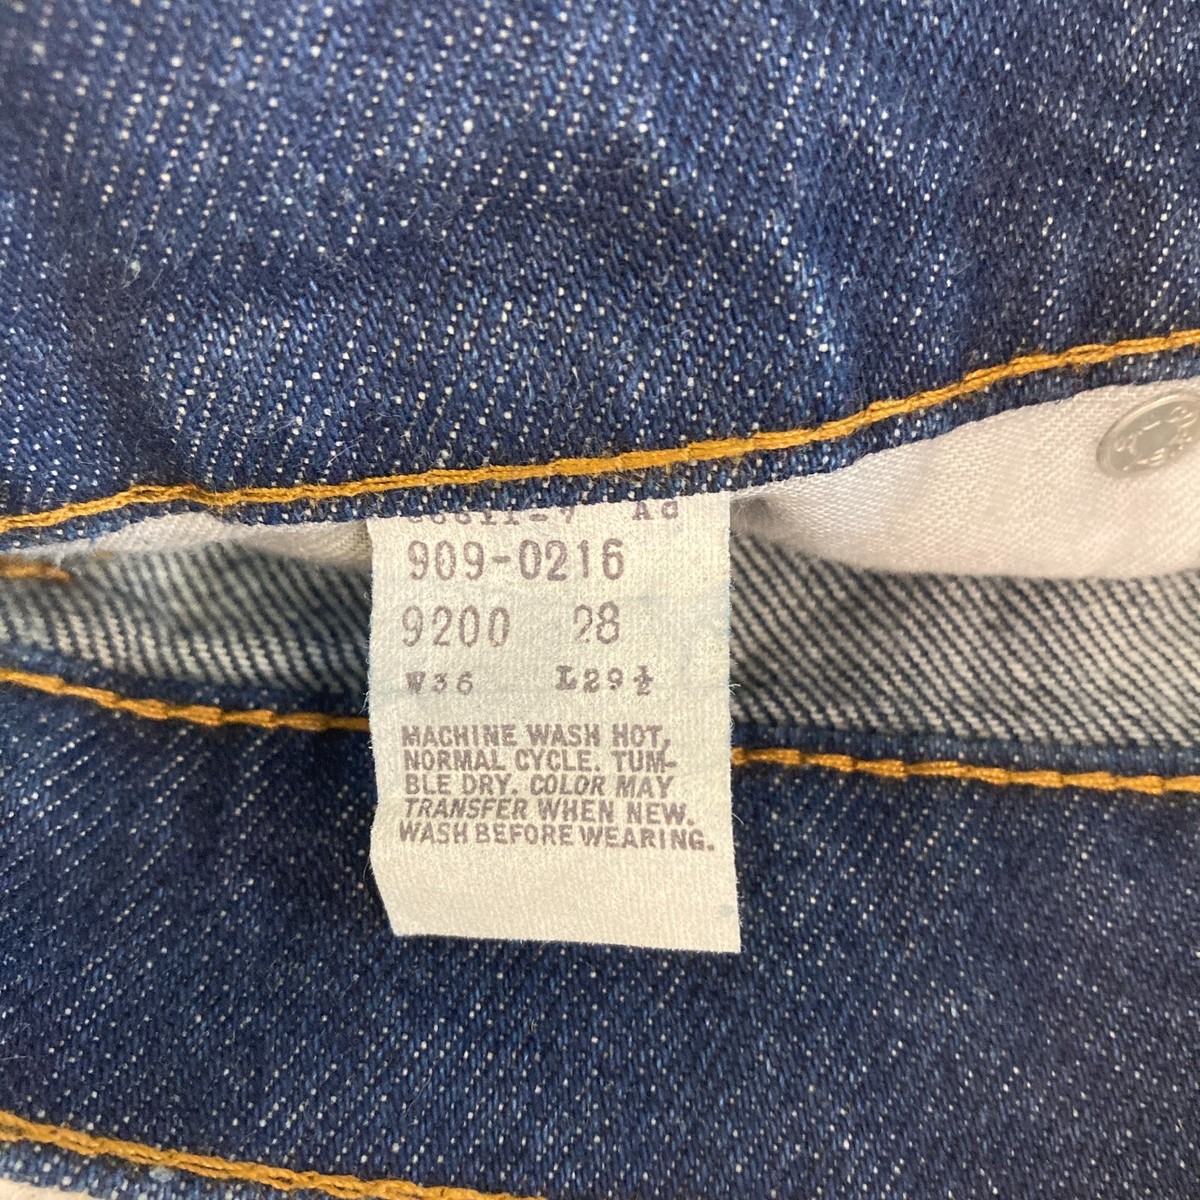 909-0216
9200 28
W36 L29½
MACHINE WASH HOT,
NORMAL CYCLE. TUM-
BLE DRY. COLOR MAY
TRANSFER WHEN NEW.
WASH BEFORE WEARING.